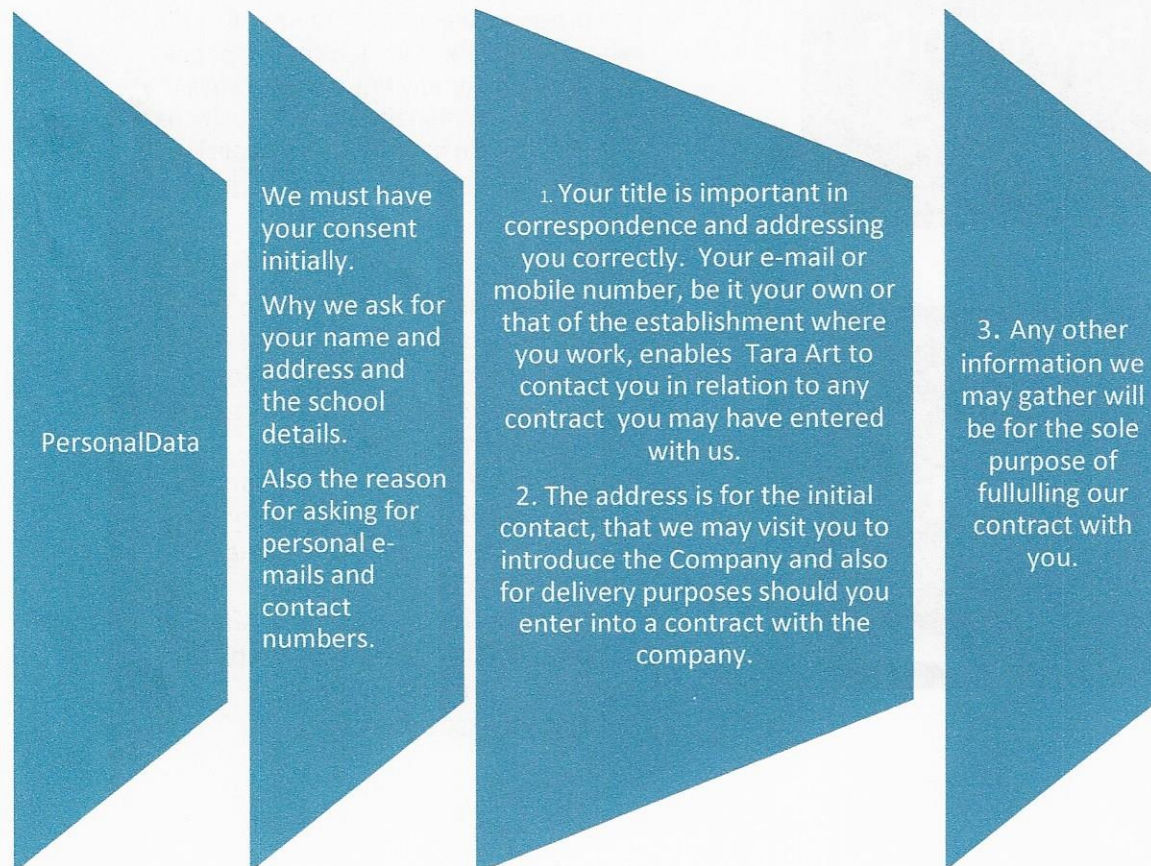 PersonalData
We must have
your consent
initially.
Why we ask for
your name and
address and
the school
details.
Also the reason
for asking for
personal e-
mails and
contact
numbers.
1. Your title is important in
correspondence and addressing
you correctly. Your e-mail or
mobile number, be it your own or
that of the establishment where
you work, enables Tara Art to
contact you in relation to any
contract you may have entered
with us.
2. The address is for the initial
contact, that we may visit you to
introduce the Company and also
for delivery purposes should you
enter into a contract with the
company.
.
3. Any other
information we
may gather will
be for the sole
purpose of
fullulling our
contract with
you.